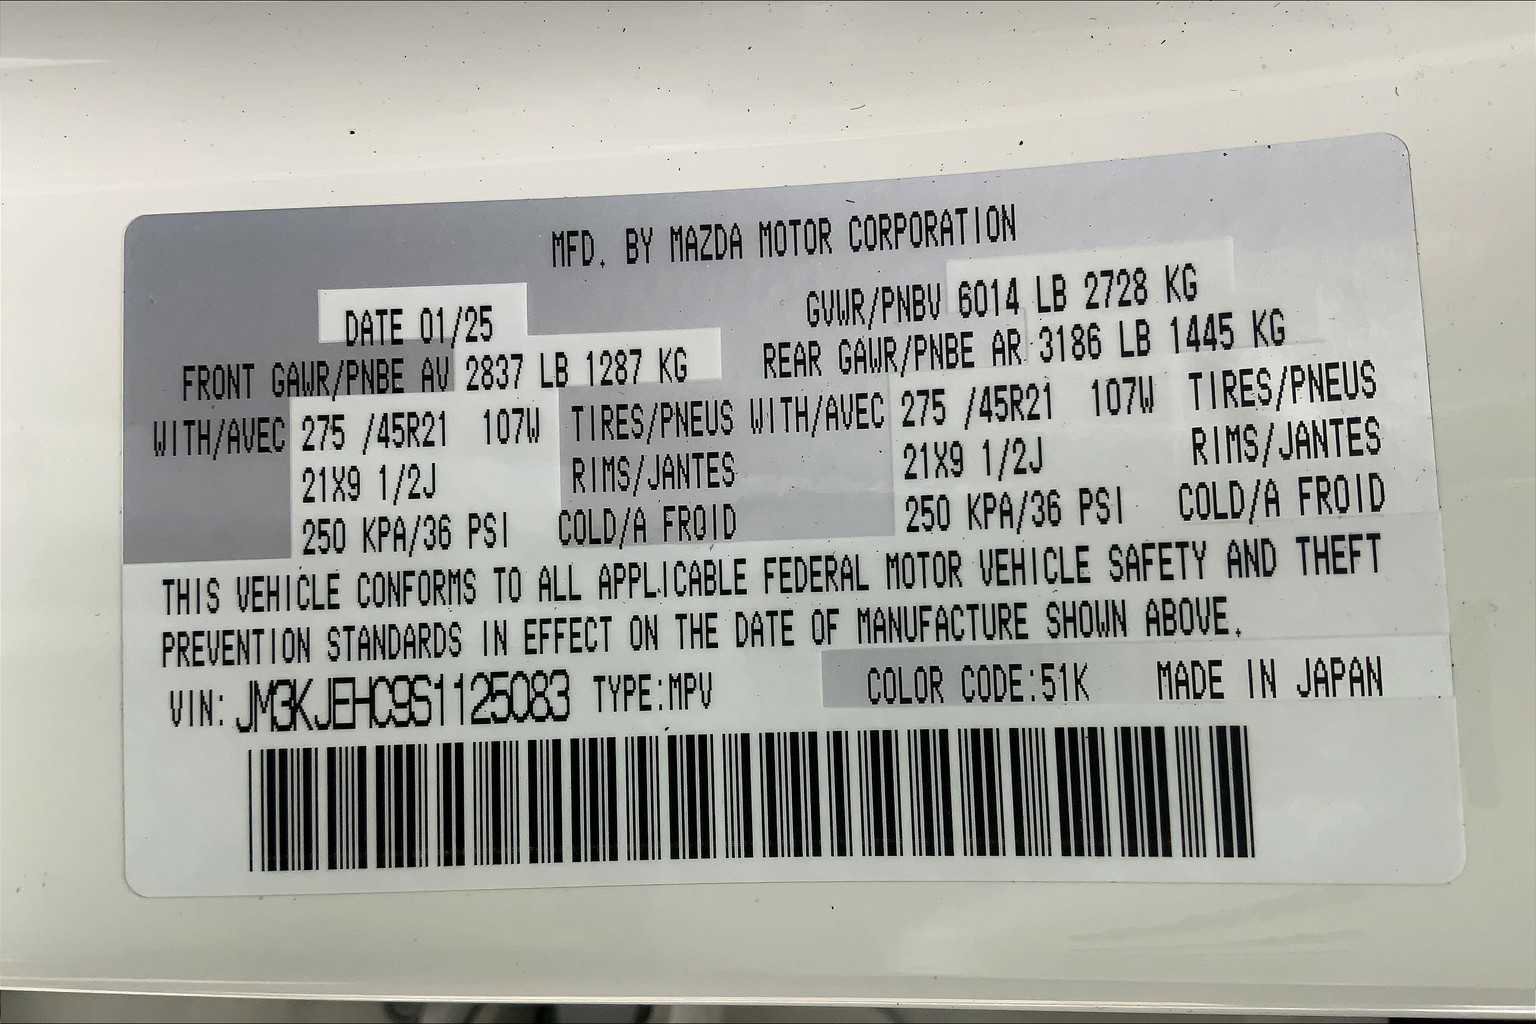 MFD. BY MAZDA MOTOR CORPORATION
DATE 01/25 GVWR/PNBV 6014 LB 2728 KG
FRONT GAWR/PNBE AV 2837 LB 1287 KG REAR GAWR/PNBE AR 3186 LB 1445 KG
WITH/AVEC 275 /45R21 107W TIRES/PNEUS WITH/AVEC 275 /45R21 107W TIRES/PNEUS
21X9 1/2J RIMS/JANTES 21X9 1/2J RIMS/JANTES
250 KPA/36 PSI COLD/A FROID 250 KPA/36 PSI COLD/A FROID
THIS VEHICLE CONFORMS TO ALL APPLICABLE FEDERAL MOTOR VEHICLE SAFETY AND THEFT
PREVENTION STANDARDS IN EFFECT ON THE DATE OF MANUFACTURE SHOWN ABOVE.
VIN: JM3KJEHC9S1125083 TYPE:MPV COLOR CODE:51K MADE IN JAPAN